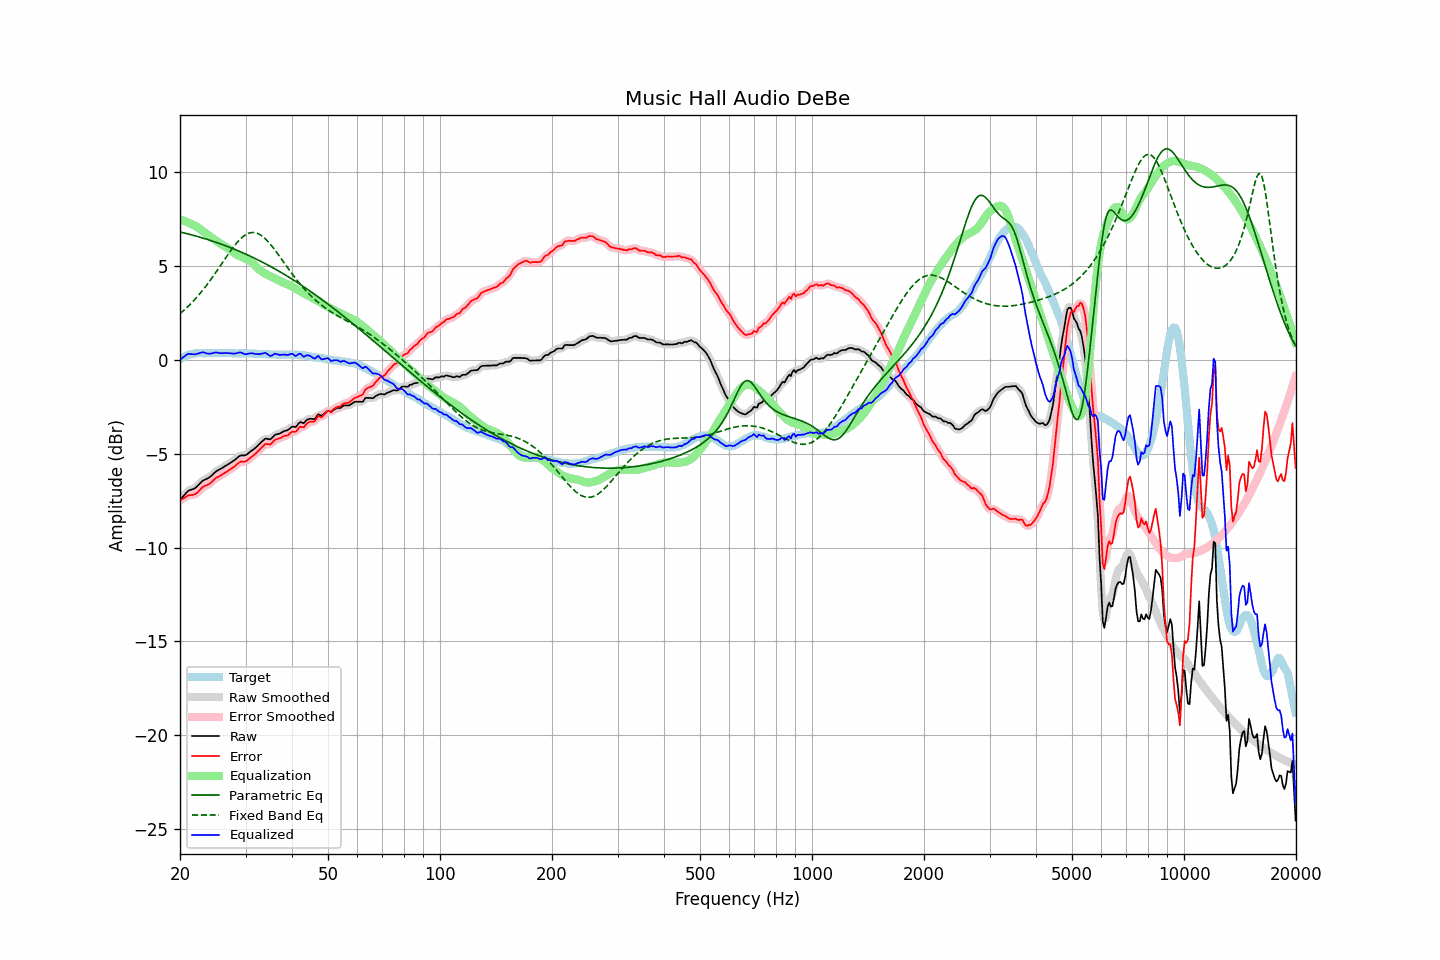 Music Hall Audio DeBe
Amplitude (dBr)
10
5
0
−5
−10
−15
−20
−25
Target
Raw Smoothed
Error Smoothed
Raw
Error
Equalization
Parametric Eq
Fixed Band Eq
Equalized
20 50 100 200 500 1000 2000 5000 10000 20000
Frequency (Hz)